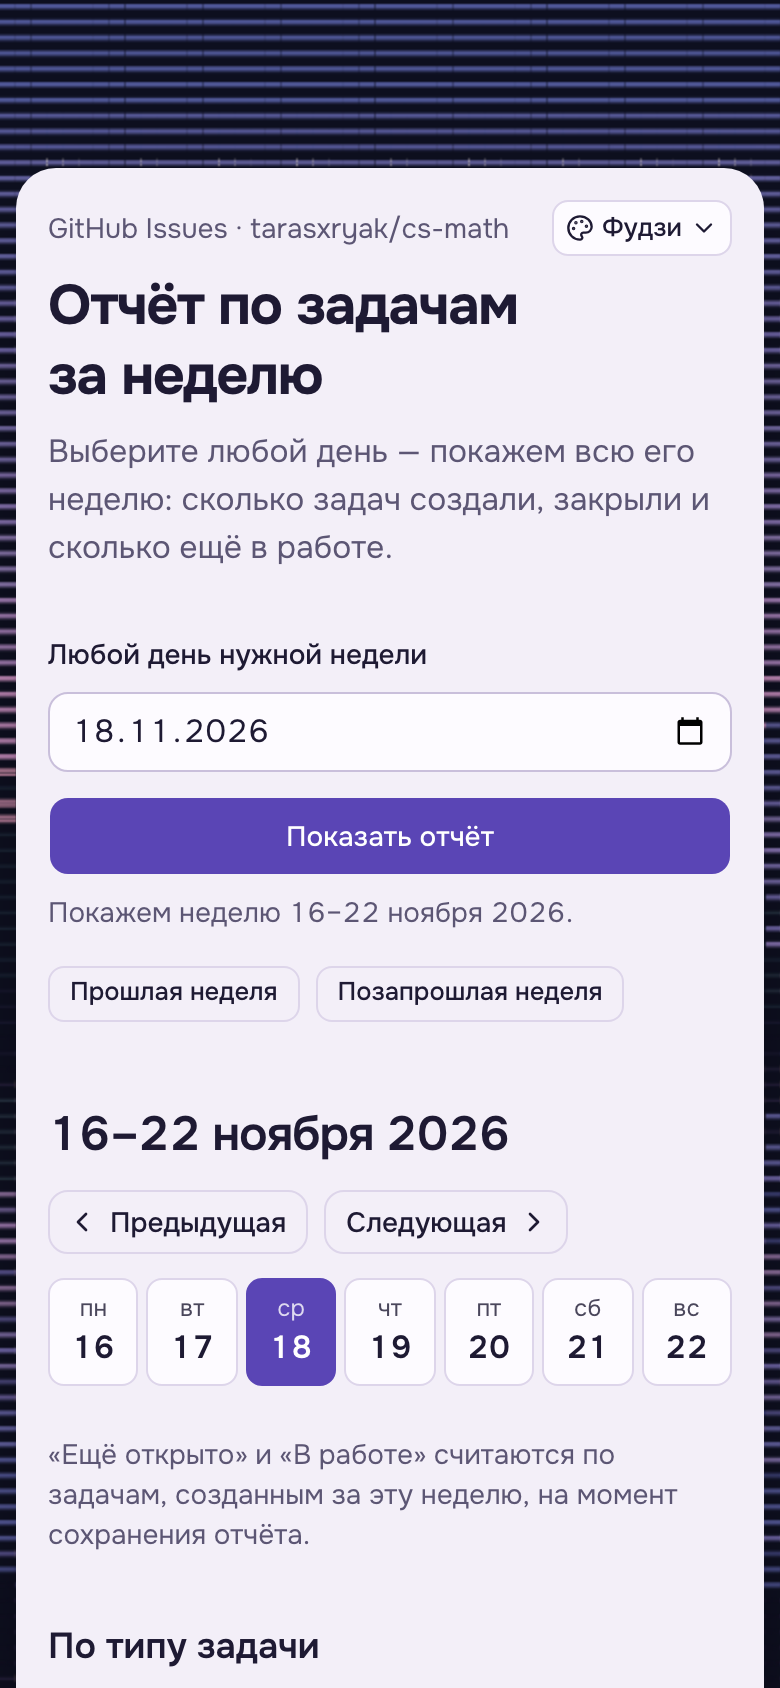 GitHub Issues · tarasxryak/cs-math
Фудзи
Отчёт по задачам
за неделю
Выберите любой день — покажем всю его
неделю: сколько задач создали, закрыли и
сколько ещё в работе.
Любой день нужной недели
18.11.2026
Показать отчёт
Покажем неделю 16–22 ноября 2026.
Прошлая неделя
Позапрошлая неделя
16–22 ноября 2026
Предыдущая
Следующая
пн вт ср чт пт сб вс
16 17 18 19 20 21 22
«Ещё открыто» и «В работе» считаются по
задачам, созданным за эту неделю, на момент
сохранения отчёта.
По типу задачи